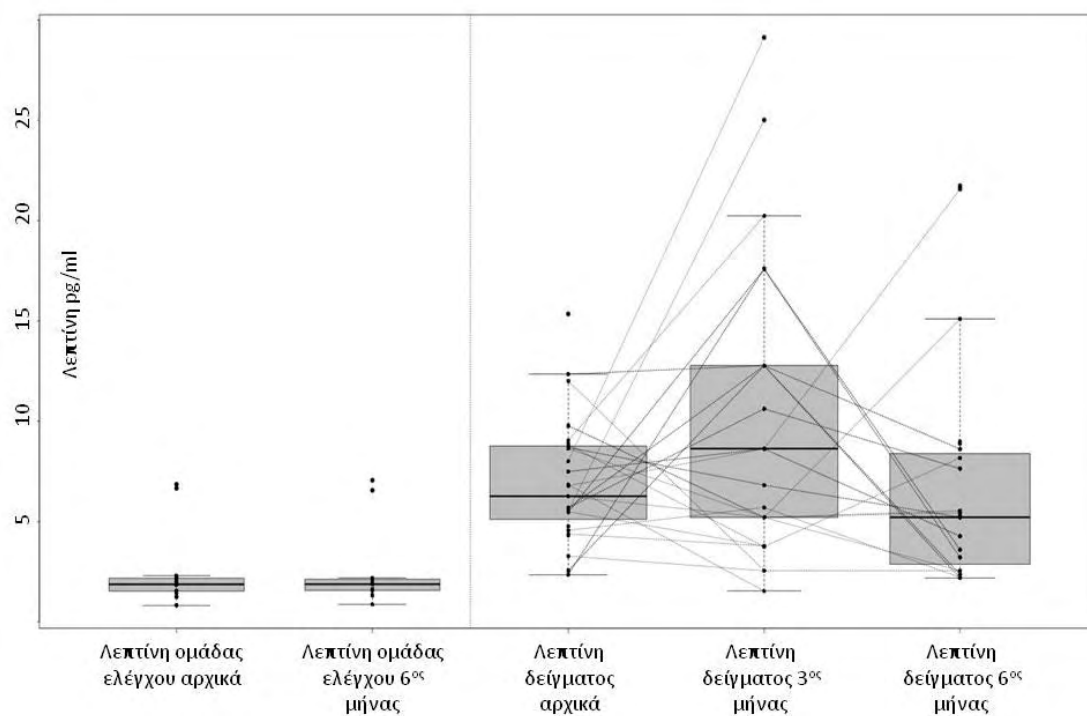 25
20
15
10
5
Λεπτίνη pg/ml
Λεπτίνη ομάδας
ελέγχου αρχικά
Λεπτίνη ομάδας
ελέγχου 6ος
μήνας
Λεπτίνη
δείγματος
αρχικά
Λεπτίνη
δείγματος 3ος
μήνας
Λεπτίνη
δείγματος 6ος
μήνας